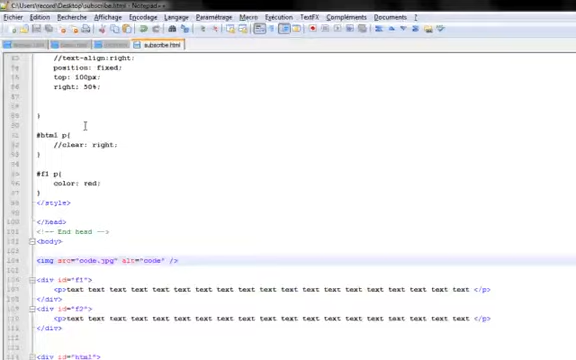 C:\Users\record\Desktop\subscribe.html - Notepad++
Fichier Edition Recherche Affichage Encodage Langage Paramétrage Macro Exécution TextFX Compléments Documents ?
subscribe.html
//text-align:right;
position: fixed;
top: 100px;
right: 50%;
}
#html p{
//clear: right;
}
#f1 p{
color: red;
}
</style>
</head>
<!-- End head -->
<body>
<img src="code.jpg" alt="code" />
<div id="f1">
<p>text text text text text text text text text text text text text text text text text text text </p>
</div>
<div id="f2">
<p>text text text text text text text text text text text text text text text text text text text </p>
</div>
<div id="html">